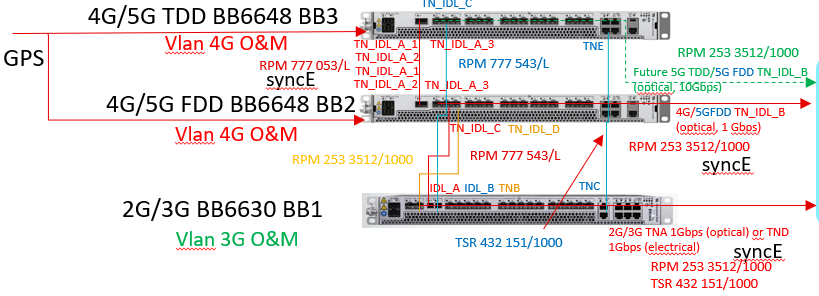 TN_IDL_C
4G/5G TDD BB6648 BB3
Vlan 4G O&M
GPS
TN_IDL_A_1
TN_IDL_A_2
TN_IDL_A_1
TN_IDL_A_2
TN_IDL_A_3
TNE
RPM 777 053/L
syncE
RPM 777 543/L
RPM 253 3512/1000
Future 5G TDD/5G FDD TN_IDL_B
(optical, 10Gbps)
TN_IDL_A_3
4G/5G FDD BB6648 BB2
Vlan 4G O&M
TN_IDL_C
TN_IDL_D
4G/5GFDD TN_IDL_B
(optical, 1 Gbps)
RPM 253 3512/1000
syncE
RPM 253 3512/1000
RPM 777 543/L
IDL_A
IDL_B
TNB
TNC
2G/3G BB6630 BB1
Vlan 3G O&M
TSR 432 151/1000
2G/3G TNA 1Gbps (optical) or TND
1Gbps (electrical)
syncE
RPM 253 3512/1000
TSR 432 151/1000